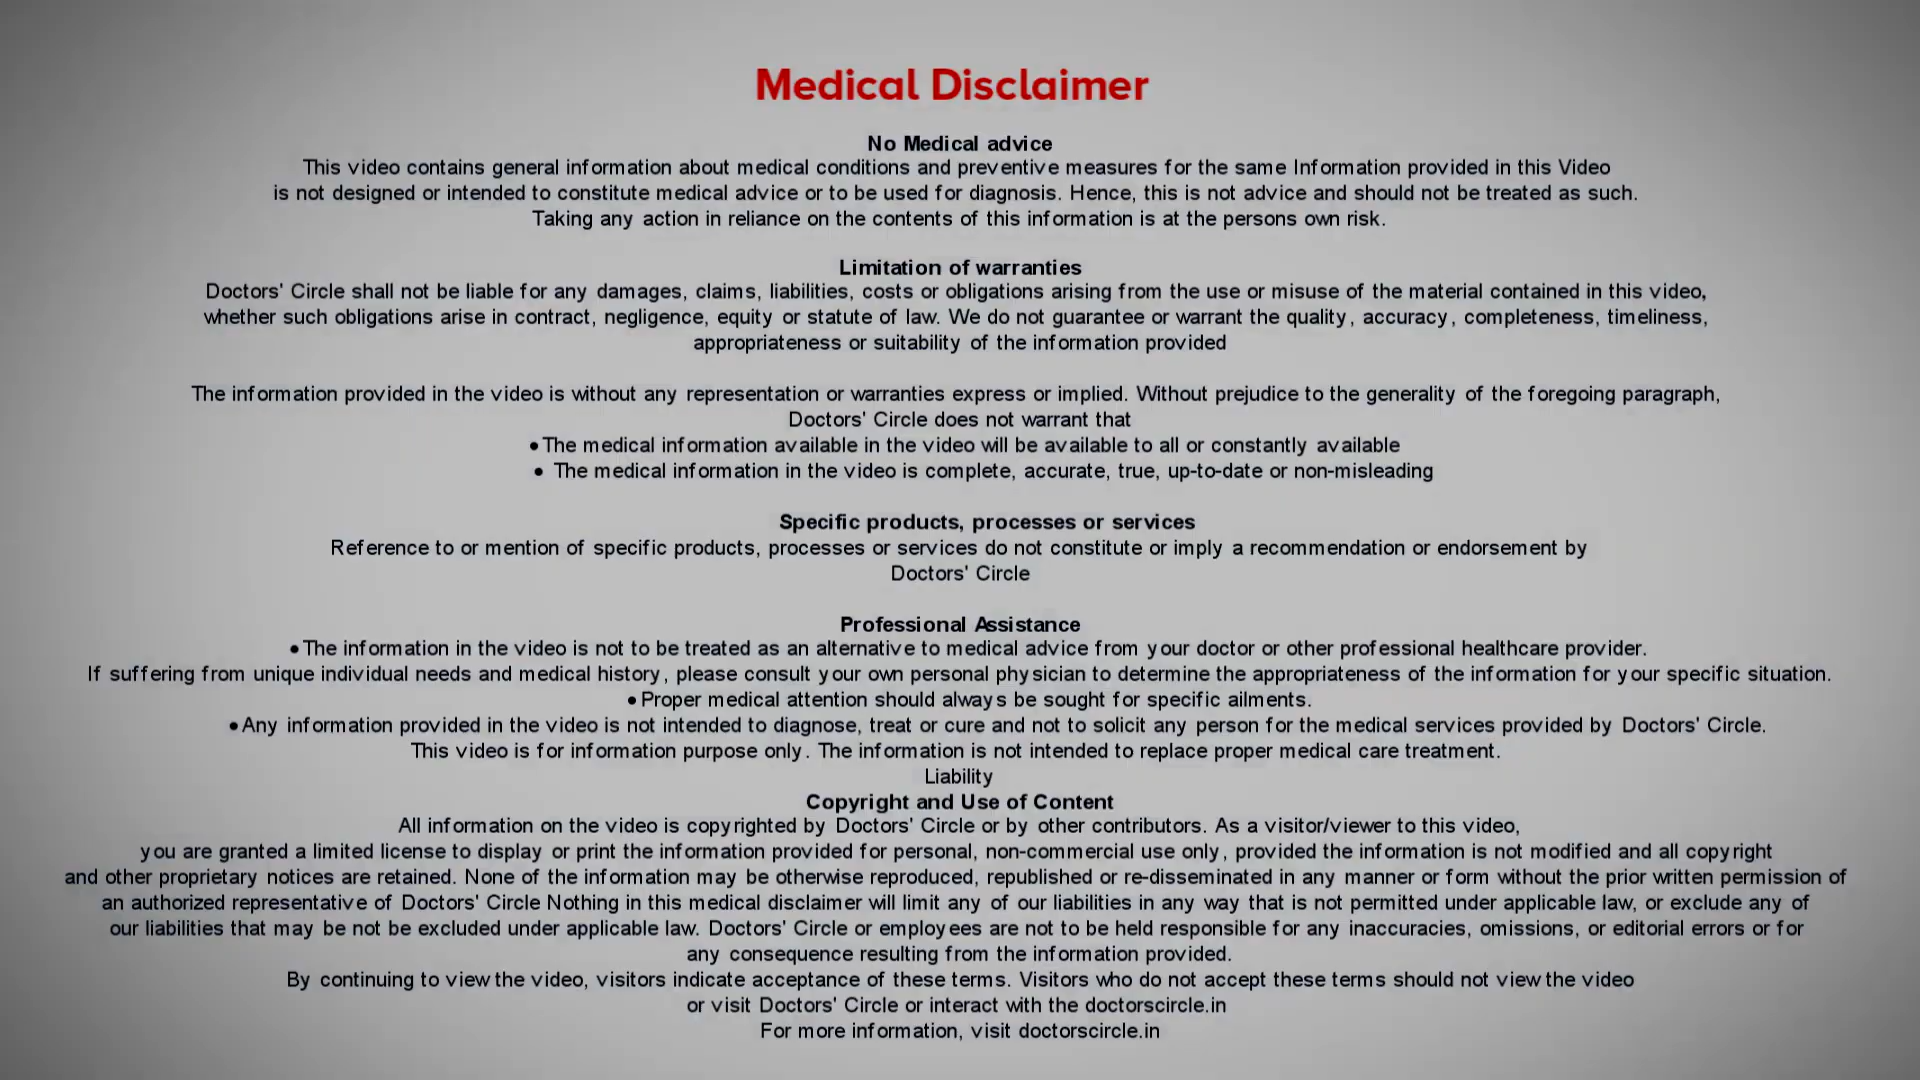 Medical Disclaimer
No Medical advice
This video contains general information about medical conditions and preventive measures for the same Information provided in this Video
is not designed or intended to constitute medical advice or to be used for diagnosis. Hence, this is not advice and should not be treated as such.
Taking any action in reliance on the contents of this information is at the persons own risk.
Limitation of warranties
Doctors' Circle shall not be liable for any damages, claims, liabilities, costs or obligations arising from the use or misuse of the material contained in this video,
whether such obligations arise in contract, negligence, equity or statute of law. We do not guarantee or warrant the quality, accuracy, completeness, timeliness,
appropriateness or suitability of the information provided
The information provided in the video is without any representation or warranties express or implied. Without prejudice to the generality of the foregoing paragraph,
Doctors' Circle does not warrant that
• The medical information available in the video will be available to all or constantly available
• The medical information in the video is complete, accurate, true, up-to-date or non-misleading
Specific products, processes or services
Reference to or mention of specific products, processes or services do not constitute or imply a recommendation or endorsement by
Doctors' Circle
Professional Assistance
• The information in the video is not to be treated as an alternative to medical advice from your doctor or other professional healthcare provider.
If suffering from unique individual needs and medical history, please consult your own personal physician to determine the appropriateness of the information for your specific situation.
• Proper medical attention should always be sought for specific ailments.
• Any information provided in the video is not intended to diagnose, treat or cure and not to solicit any person for the medical services provided by Doctors' Circle.
This video is for information purpose only. The information is not intended to replace proper medical care treatment.
Liability
Copyright and Use of Content
All information on the video is copyrighted by Doctors' Circle or by other contributors. As a visitor/viewer to this video,
you are granted a limited license to display or print the information provided for personal, non-commercial use only, provided the information is not modified and all copyright
and other proprietary notices are retained. None of the information may be otherwise reproduced, republished or re-disseminated in any manner or form without the prior written permission of
an authorized representative of Doctors' Circle Nothing in this medical disclaimer will limit any of our liabilities in any way that is not permitted under applicable law, or exclude any of
our liabilities that may be not be excluded under applicable law. Doctors' Circle or employees are not to be held responsible for any inaccuracies, omissions, or editorial errors or for
any consequence resulting from the information provided.
By continuing to view the video, visitors indicate acceptance of these terms. Visitors who do not accept these terms should not view the video
or visit Doctors' Circle or interact with the doctorscircle.in
For more information, visit doctorscircle.in